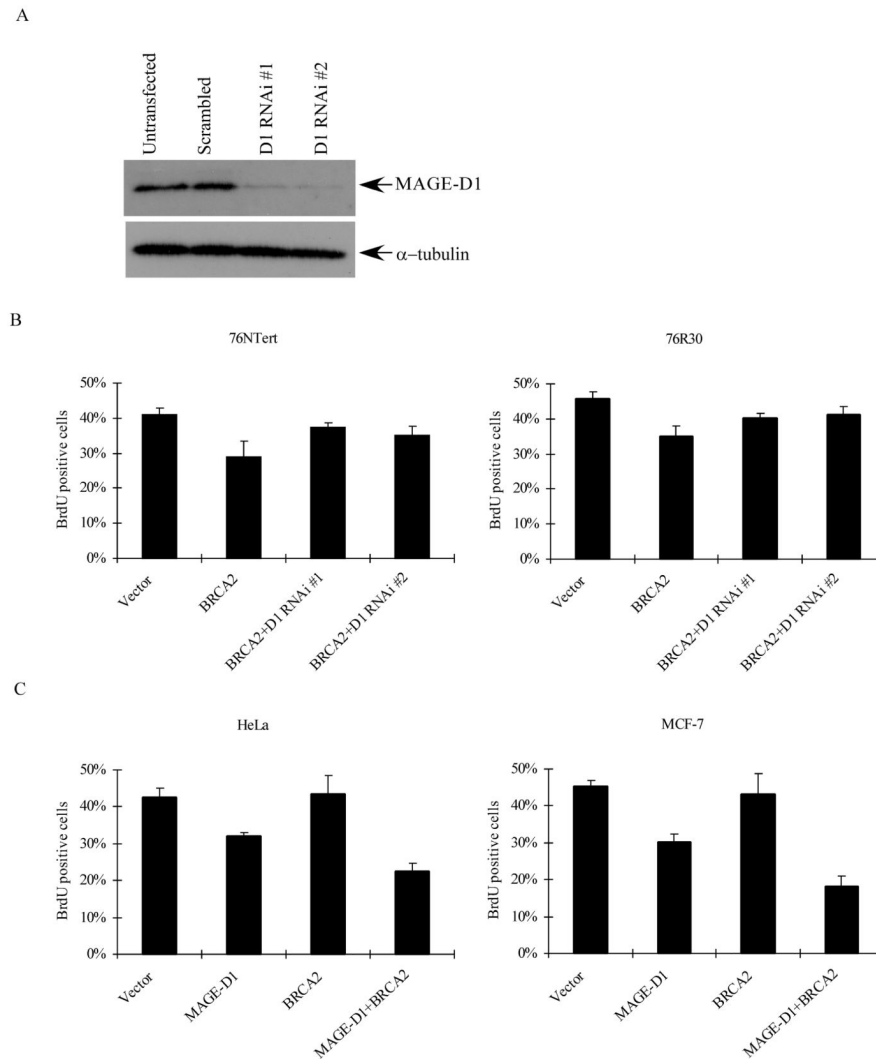 A
Untransfected
Scrambled
D1 RNAi #1
D1 RNAi #2
MAGE-D1
α–tubulin
B
76NTert
BrdU positive cells
50%
40%
30%
20%
10%
0%
Vector
BRCA2
BRCA2+D1 RNAi #1
BRCA2+D1 RNAi #2
76R30
BrdU positive cells
50%
40%
30%
20%
10%
0%
Vector
BRCA2
BRCA2+D1 RNAi #1
BRCA2+D1 RNAi #2
C
HeLa
BrdU positive cells
50%
40%
30%
20%
10%
0%
Vector
MAGE-D1
BRCA2
MAGE-D1+BRCA2
MCF-7
BrdU positive cells
50%
40%
30%
20%
10%
0%
Vector
MAGE-D1
BRCA2
MAGE-D1+BRCA2